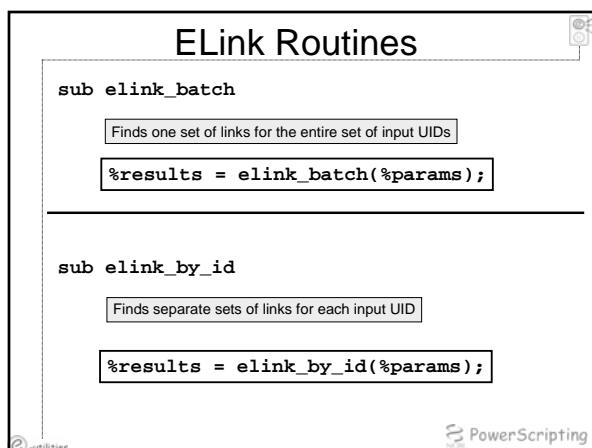 ELink Routines
sub elink_batch
Finds one set of links for the entire set of input UIDs
%results = elink_batch(%params);
sub elink_by_id
Finds separate sets of links for each input UID
%results = elink_by_id(%params);
PowerScripting